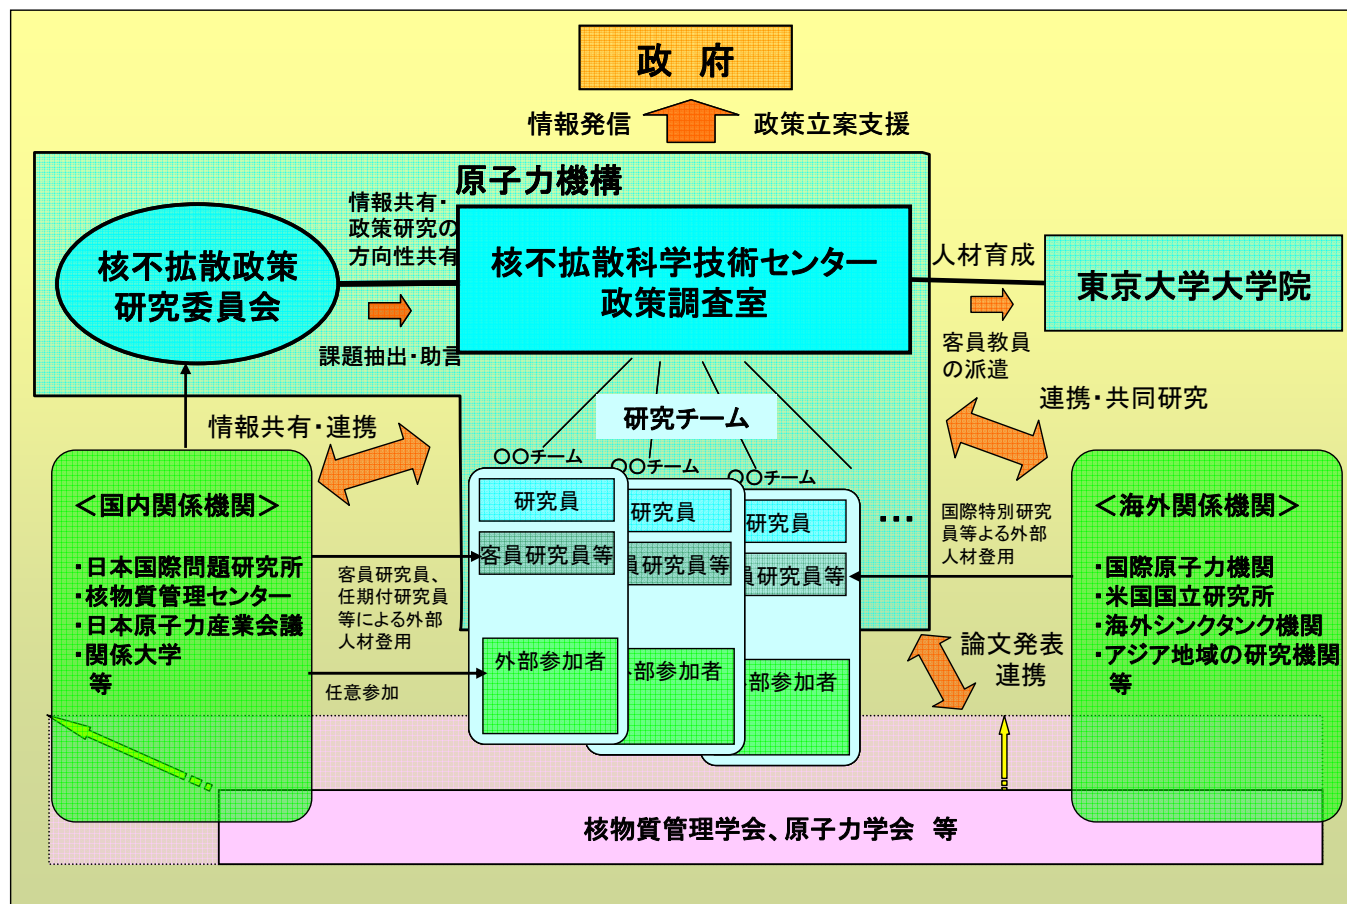 政 府
情報発信
政策立案支援
原子力機構
情報共有・
政策研究の
方向性共有
核不拡散政策
研究委員会
課題抽出・助言
核不拡散科学技術センター
政策調査室
人材育成
客員教員
の派遣
東京大学大学院
情報共有・連携
研究チーム
連携・共同研究
〇〇チーム
〇〇チーム
〇〇チーム
研究員
客員研究員等
外部参加者
研究員
員研究員等
部参加者
研究員
員研究員等
部参加者
…
<国内関係機関>
・日本国際問題研究所
・核物質管理センター
・日本原子力産業会議
・関係大学
等
客員研究員、
任期付研究員
等による外部
人材登用
任意参加
国際特別研究
員等よる外部
人材登用
<海外関係機関>
・国際原子力機関
・米国国立研究所
・海外シンクタンク機関
・アジア地域の研究機関
等
論文発表
連携
核物質管理学会、原子力学会 等